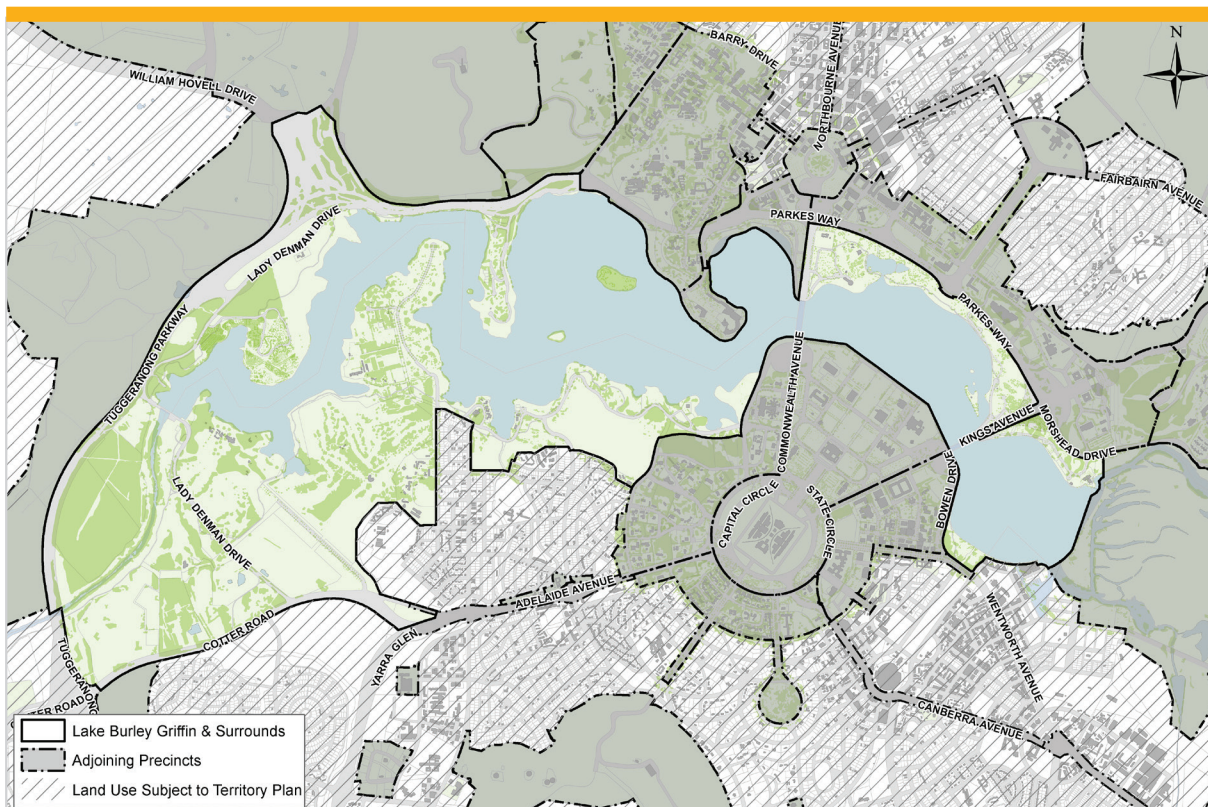 BARRY DRIVE
NORTHBOURNE AVENUE
N
WILLIAM HOVELL DRIVE
FAIRBAIRN AVENUE
PARKES WAY
LADY DENMAN DRIVE
PARKES WAY
TUGGERANONG PARKWAY
COMMONWEALTH AVENUE
KINGS AVENUE
MORSHEAD DRIVE
BOWEN DRIVE
CAPITAL CIRCLE
STATE CIRCLE
LADY DENMAN DRIVE
ADELAIDE AVENUE
WENTWORTH AVENUE
COTTER ROAD
YARRA GLEN
TUGGERANONG
COTTER ROAD
CANBERRA AVENUE
Lake Burley Griffin & Surrounds
Adjoining Precincts
Land Use Subject to Territory Plan